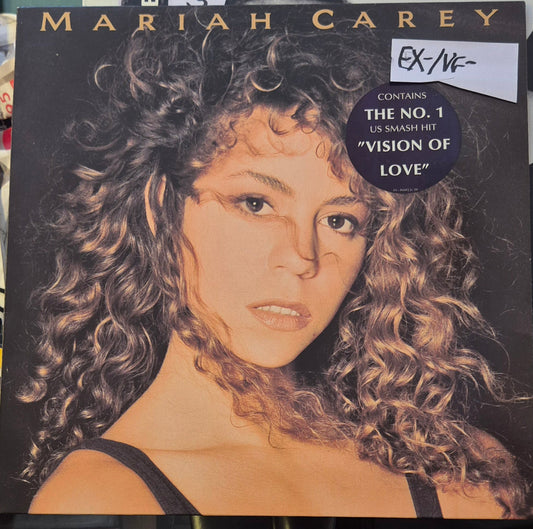 MARIAH CAREY
EX-/VG-
CONTAINS
THE NO. 1
US SMASH HIT
"VISION OF
LOVE"